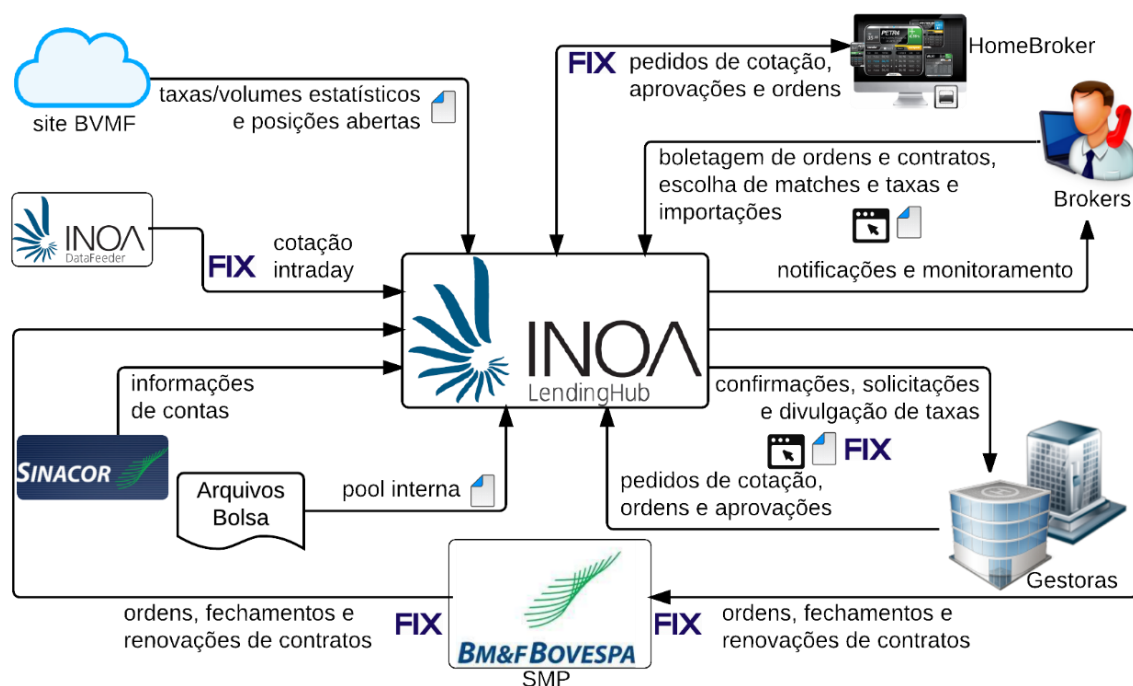 site BVMF
taxas/volumes estatísticos
e posições abertas
FIX
pedidos de cotação,
aprovações e ordens
PETR4
HomeBroker
boletagem de ordens e contratos,
escolha de matches e taxas e
importações
Brokers
notificações e monitoramento
INOA
DataFeeder
FIX
cotação
intraday
INOA
LendingHub
informações
de contas
SINACOR
Arquivos
Bolsa
pool interna
confirmações, solicitações
e divulgação de taxas
FIX
pedidos de cotação,
ordens e aprovações
Gestoras
ordens, fechamentos e
renovações de contratos
FIX
BM&FBOVESPA
SMP
FIX
ordens, fechamentos e
renovações de contratos